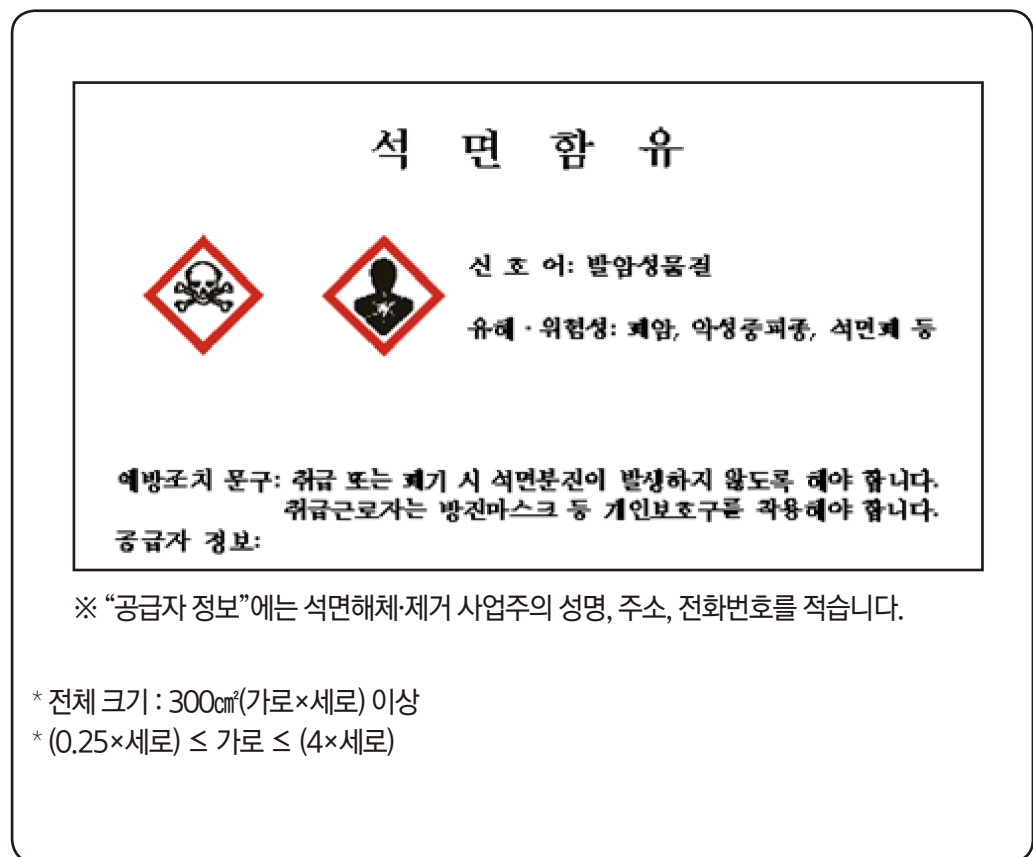 석 면 함 유
신 호 어: 발암성물질
유해 · 위험성: 폐암, 악성중피종, 석면폐 등
예방조치 문구: 취급 또는 폐기 시 석면분진이 발생하지 않도록 해야 합니다.
취급근로자는 방진마스크 등 개인보호구를 착용해야 합니다.
공급자 정보:
※ “공급자 정보”에는 석면해체·제거 사업주의 성명, 주소, 전화번호를 적습니다.
* 전체 크기 : 300㎠(가로×세로) 이상
* (0.25×세로) ≤ 가로 ≤ (4×세로)